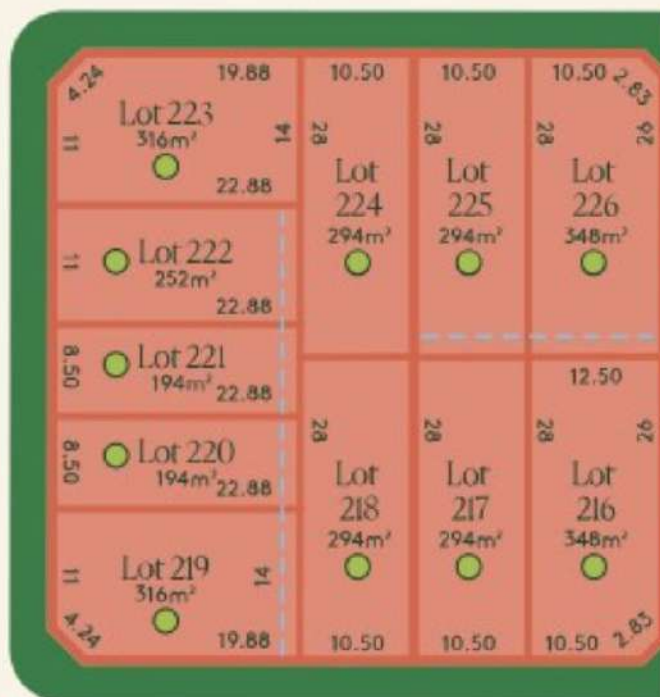 4.24
19.88
Lot 223
316m²
11
14
22.88
11
Lot 222
252m²
22.88
8.50
Lot 221
194m²
22.88
8.50
Lot 220
194m²
22.88
Lot 219
316m²
11
14
4.24
19.88
10.50
28
Lot
224
294m²
10.50
28
Lot
225
294m²
10.50
2.83
28
26
Lot
226
348m²
28
Lot
218
294m²
10.50
28
Lot
217
294m²
10.50
12.50
28
26
Lot
216
348m²
10.50
2.83